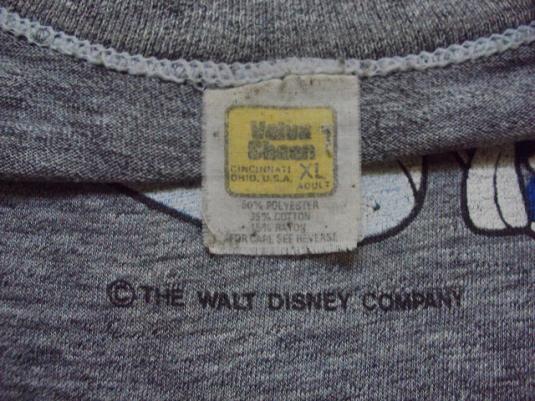 Velva
Sheen
CINCINNATI XL
OHIO, U.S.A. ADULT
50% POLYESTER
35% COTTON
15% RAYON
FOR CARE SEE REVERSE
© THE WALT DISNEY COMPANY